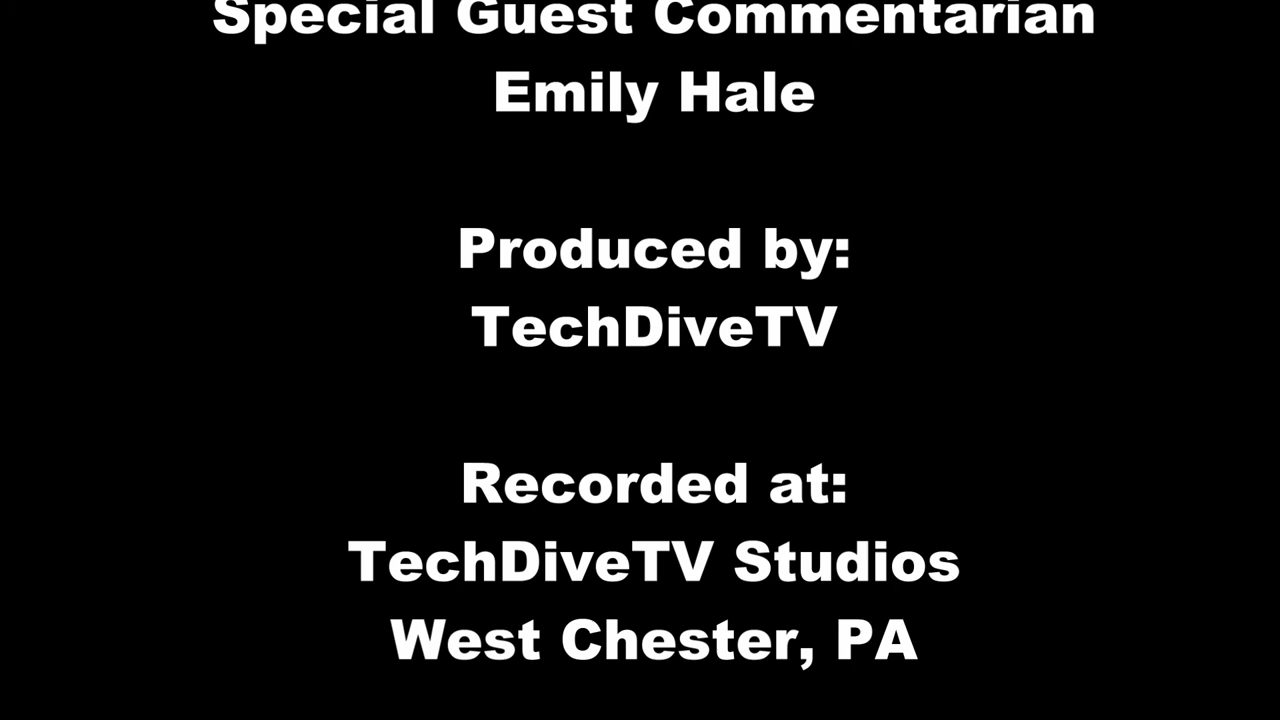 Special Guest Commentarian
Emily Hale
Produced by:
TechDiveTV
Recorded at:
TechDiveTV Studios
West Chester, PA